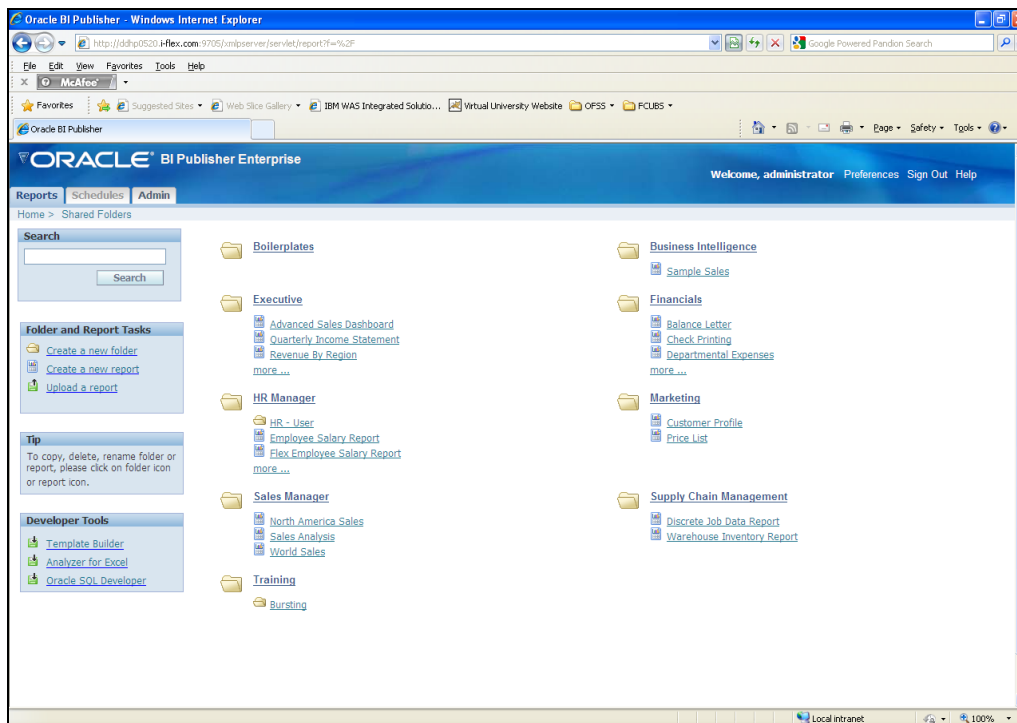 Oracle BI Publisher - Windows Internet Explorer
http://ddhp0520.i-flex.com:9705/xmlpserver/servlet/report?f=%2F
Google Powered Pandion Search
File Edit View Favorites Tools Help
X McAfee
Favorites Suggested Sites Web Slice Gallery IBM WAS Integrated Solutio... Virtual University Website OFSS FCUBS
Oracle BI Publisher
Page Safety Tools
ORACLE BI Publisher Enterprise
Welcome, administrator Preferences Sign Out Help
Reports Schedules Admin
Home > Shared Folders
Search
Search
Folder and Report Tasks
Create a new folder
Create a new report
Upload a report
Tip
To copy, delete, rename folder or
report, please click on folder icon
or report icon.
Developer Tools
Template Builder
Analyzer for Excel
Oracle SQL Developer
Boilerplates
Executive
Advanced Sales Dashboard
Quarterly Income Statement
Revenue By Region
more ...
HR Manager
HR - User
Employee Salary Report
Flex Employee Salary Report
more ...
Sales Manager
North America Sales
Sales Analysis
World Sales
Training
Bursting
Business Intelligence
Sample Sales
Financials
Balance Letter
Check Printing
Departmental Expenses
more ...
Marketing
Customer Profile
Price List
Supply Chain Management
Discrete Job Data Report
Warehouse Inventory Report
Local intranet
100%